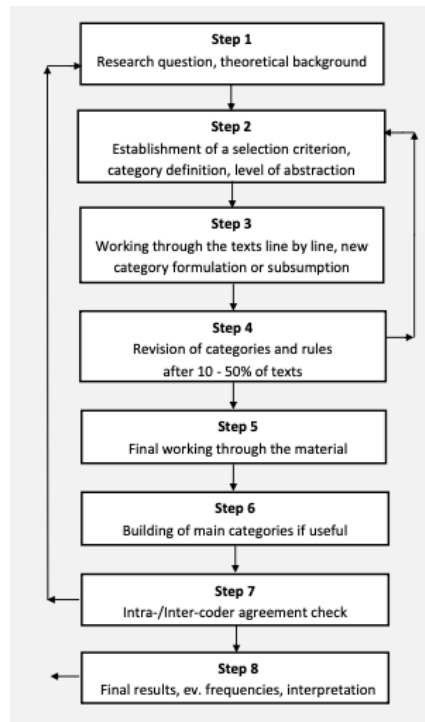 Step 1
Research question, theoretical background
Step 2
Establishment of a selection criterion,
category definition, level of abstraction
Step 3
Working through the texts line by line, new
category formulation or subsumption
Step 4
Revision of categories and rules
after 10 - 50% of texts
Step 5
Final working through the material
Step 6
Building of main categories if useful
Step 7
Intra-/Inter-coder agreement check
Step 8
Final results, ev. frequencies, interpretation